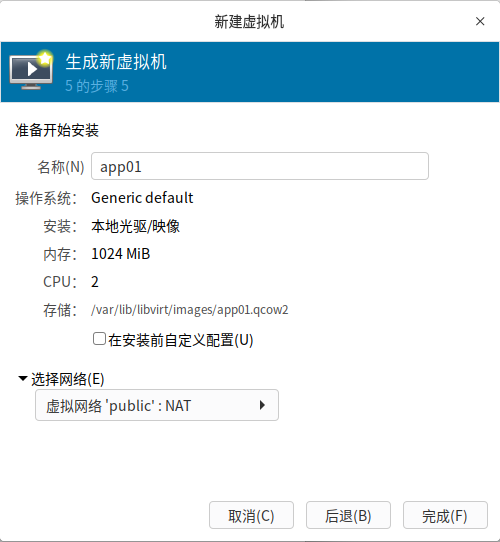 新建虚拟机
生成新虚拟机
5 的步骤 5
准备开始安装
名称(N) app01
操作系统: Generic default
安装: 本地光驱/映像
内存: 1024 MiB
CPU: 2
存储: /var/lib/libvirt/images/app01.qcow2
在安装前自定义配置(U)
选择网络(E)
虚拟网络 'public' : NAT
取消(C) 后退(B) 完成(F)